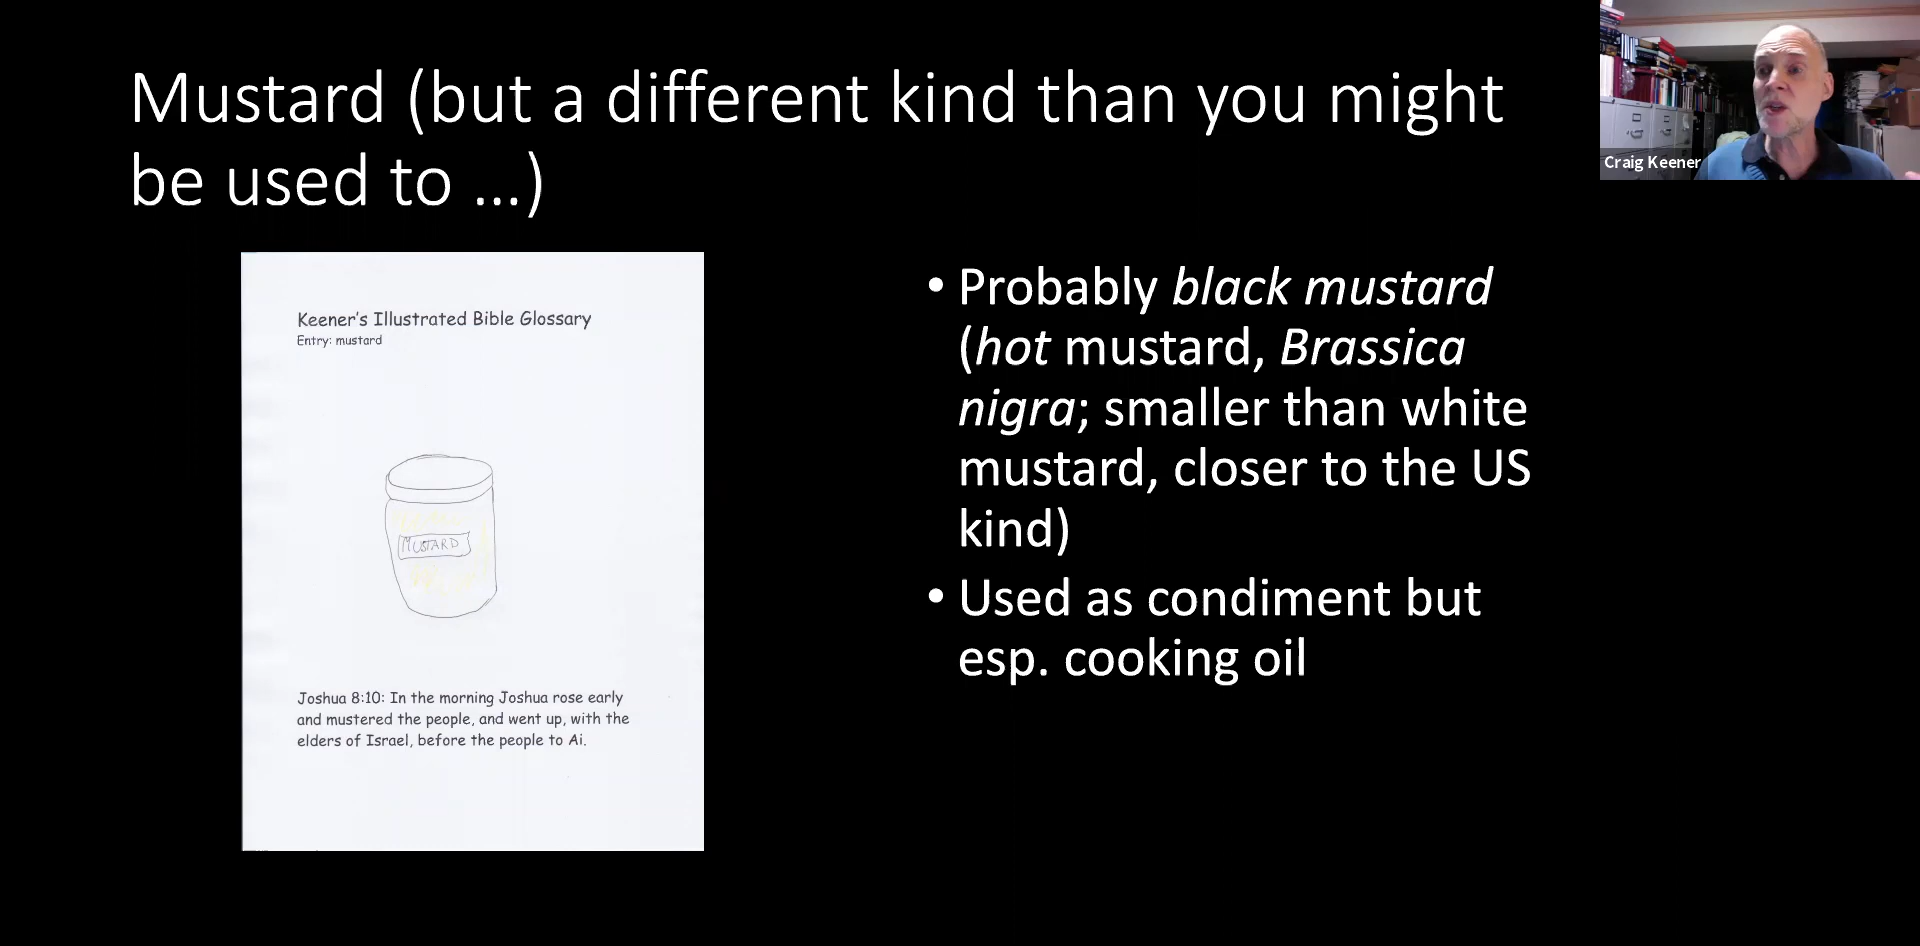 Mustard (but a different kind than you might
be used to ...)
Craig Keener
Keener's Illustrated Bible Glossary
Entry: mustard
MUSTARD
Joshua 8:10: In the morning Joshua rose early
and mustered the people, and went up, with the
elders of Israel, before the people to Ai.
• Probably black mustard
(hot mustard, Brassica
nigra; smaller than white
mustard, closer to the US
kind)
• Used as condiment but
esp. cooking oil